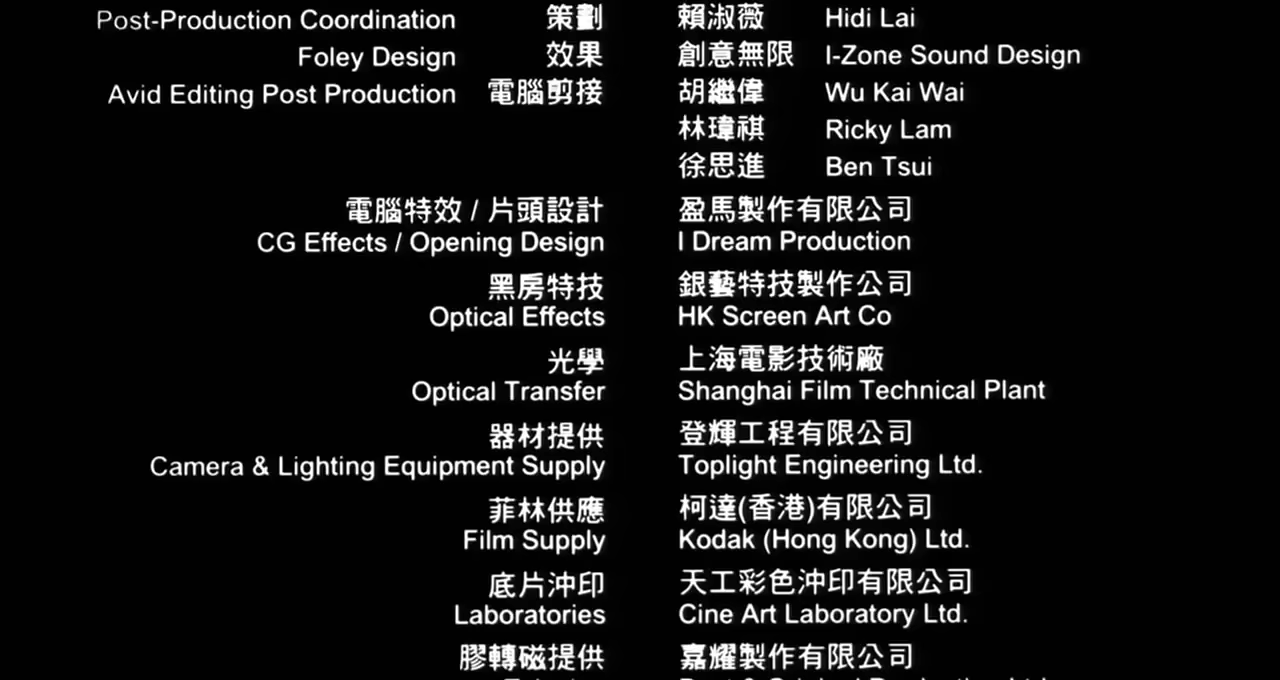 Post-Production Coordination 策劃 賴淑薇 Hidi Lai
Foley Design 效果 創意無限 I-Zone Sound Design
Avid Editing Post Production 電腦剪接 胡繼偉 Wu Kai Wai
林瑋祺 Ricky Lam
徐思進 Ben Tsui
電腦特效 / 片頭設計 盈馬製作有限公司
CG Effects / Opening Design I Dream Production
黑房特技 銀藝特技製作公司
Optical Effects HK Screen Art Co
光學 上海電影技術廠
Optical Transfer Shanghai Film Technical Plant
器材提供 登輝工程有限公司
Camera & Lighting Equipment Supply Toplight Engineering Ltd.
菲林供應 柯達(香港)有限公司
Film Supply Kodak (Hong Kong) Ltd.
底片沖印 天工彩色沖印有限公司
Laboratories Cine Art Laboratory Ltd.
膠轉磁提供 嘉耀製作有限公司